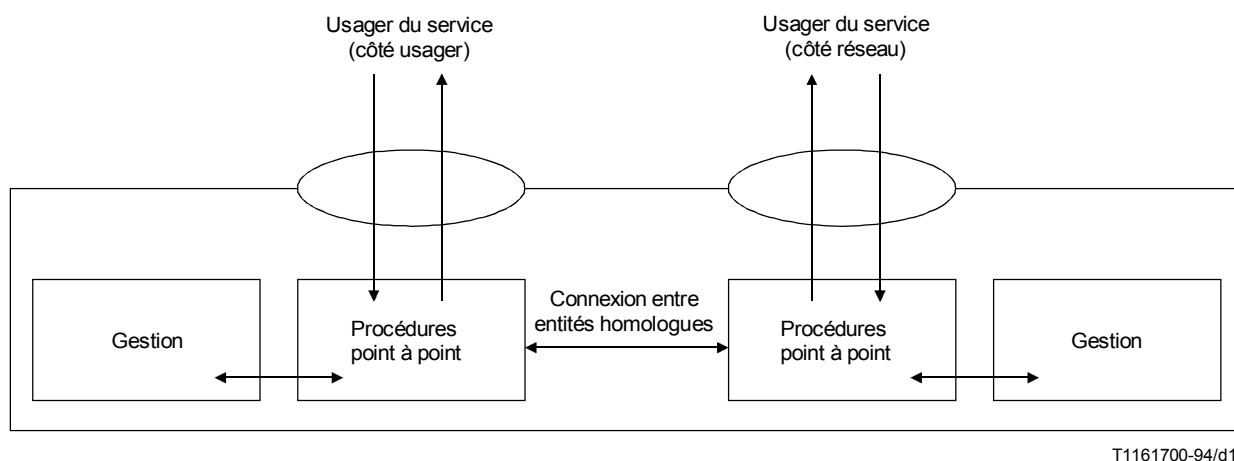 Usager du service
(côté usager)
Usager du service
(côté réseau)
Gestion
Procédures
point à point
Connexion entre
entités homologues
Procédures
point à point
Gestion
T1161700-94/d1